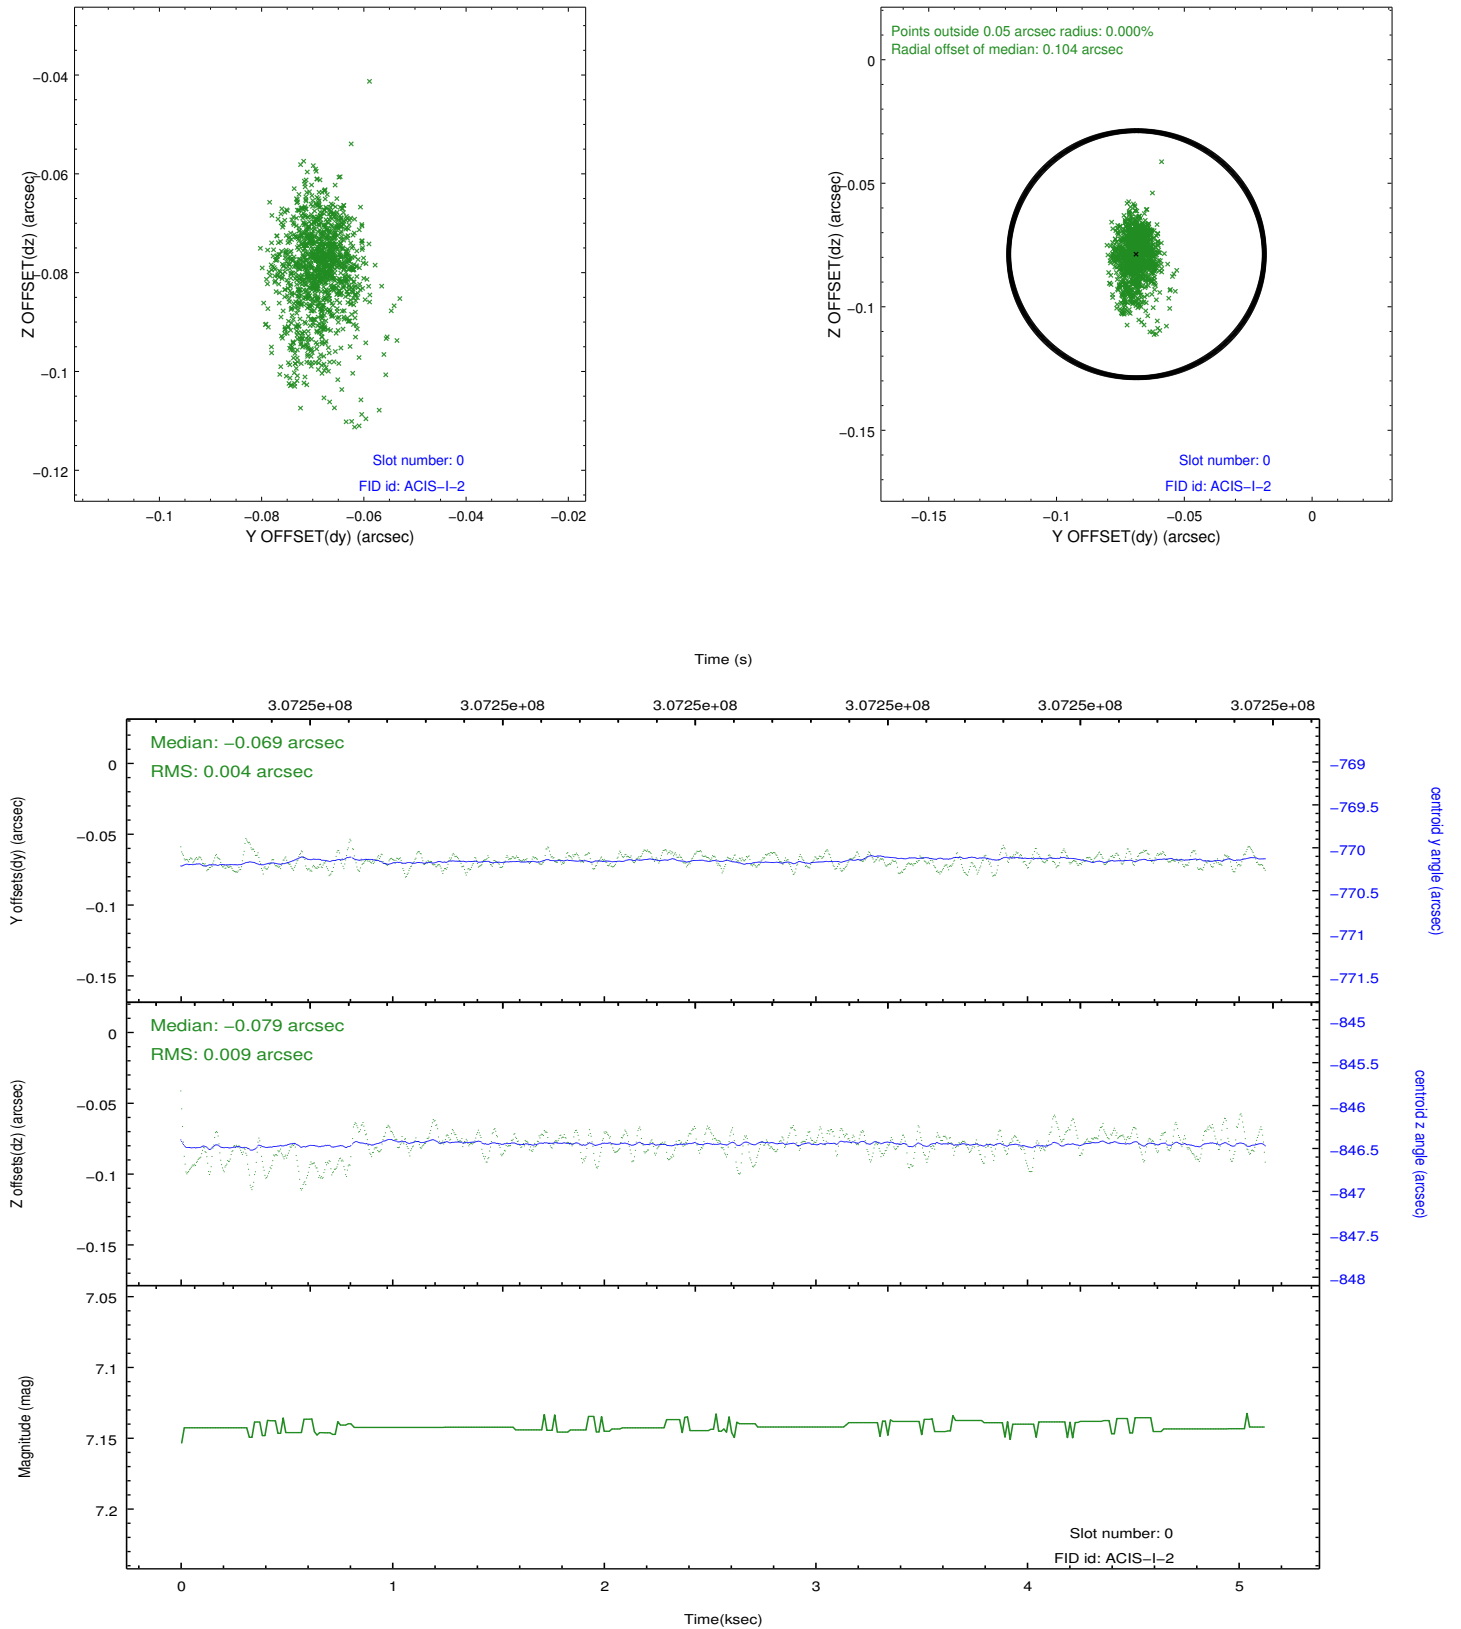 −0.04
−0.06
−0.08
−0.1
−0.12
Z OFFSET(dz) (arcsec)
Slot number: 0
FID id: ACIS−I−2
−0.1 −0.08 −0.06 −0.04 −0.02
Y OFFSET(dy) (arcsec)
Points outside 0.05 arcsec radius: 0.000%
Radial offset of median: 0.104 arcsec
0
−0.05
−0.1
−0.15
Z OFFSET(dz) (arcsec)
Slot number: 0
FID id: ACIS−I−2
−0.15 −0.1 −0.05 0
Y OFFSET(dy) (arcsec)
Time (s)
3.0725e+08 3.0725e+08 3.0725e+08 3.0725e+08 3.0725e+08 3.0725e+08
Median: −0.069 arcsec
RMS: 0.004 arcsec
0
−0.05
−0.1
−0.15
Y offsets(dy) (arcsec)
−769
−769.5
−770
−770.5
−771
−771.5
centroid y angle (arcsec)
Median: −0.079 arcsec
RMS: 0.009 arcsec
0
−0.05
−0.1
−0.15
Z offsets(dz) (arcsec)
−845
−845.5
−846
−846.5
−847
−847.5
−848
centroid z angle (arcsec)
7.05
7.1
7.15
7.2
Magnitude (mag)
Slot number: 0
FID id: ACIS−I−2
0 1 2 3 4 5
Time(ksec)